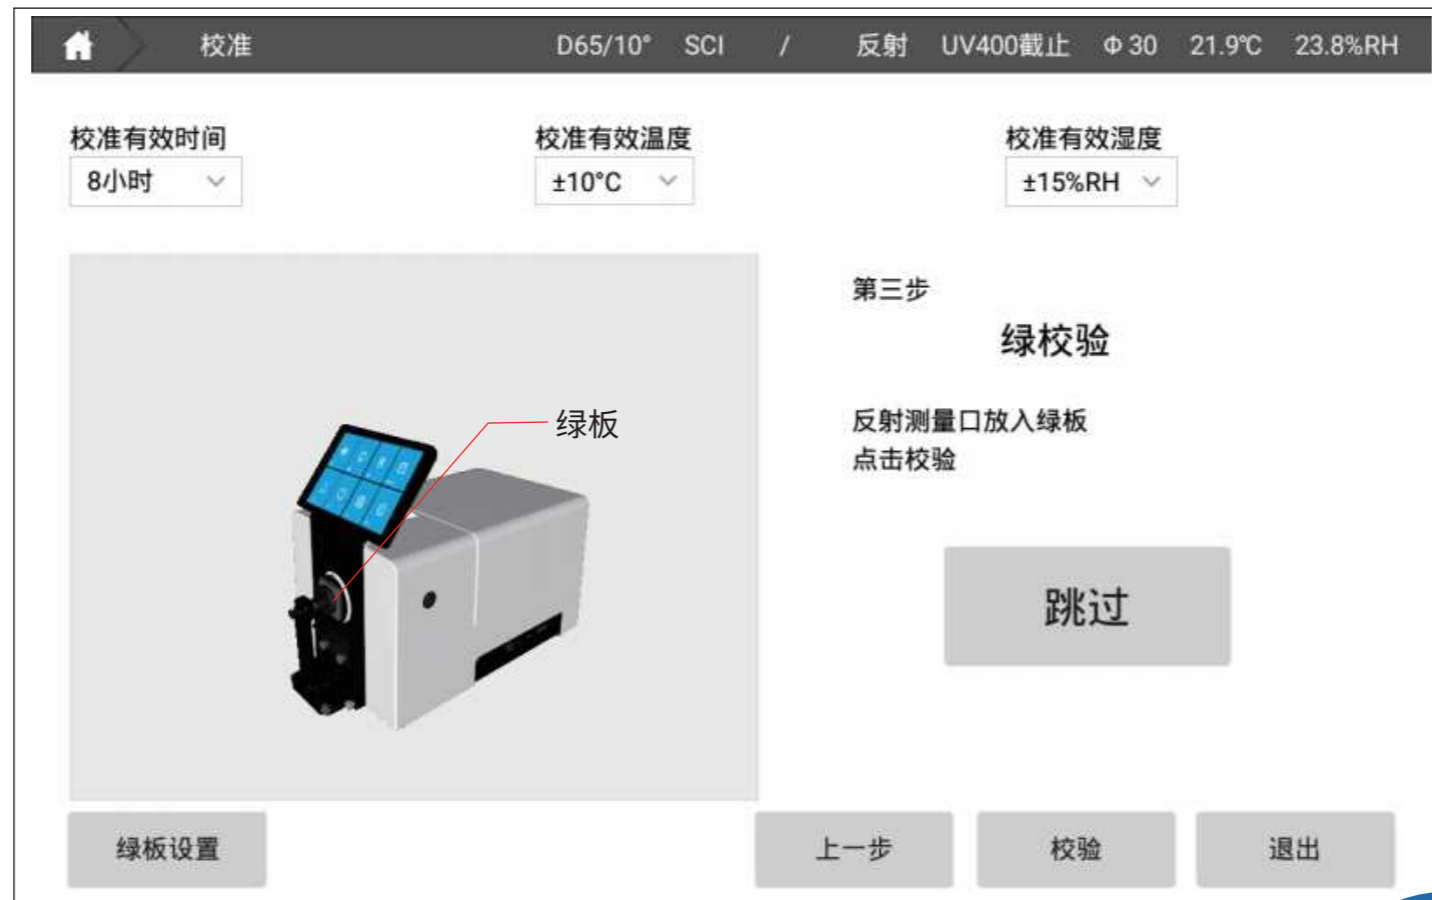 校准 D65/10° SCI / 反射 UV400截止 Φ30 21.9℃ 23.8%RH
校准有效时间 校准有效温度 校准有效湿度
8小时 ±10°C ±15%RH
第三步
绿校验
绿板
反射测量口放入绿板
点击校验
跳过
绿板设置 上一步 校验 退出